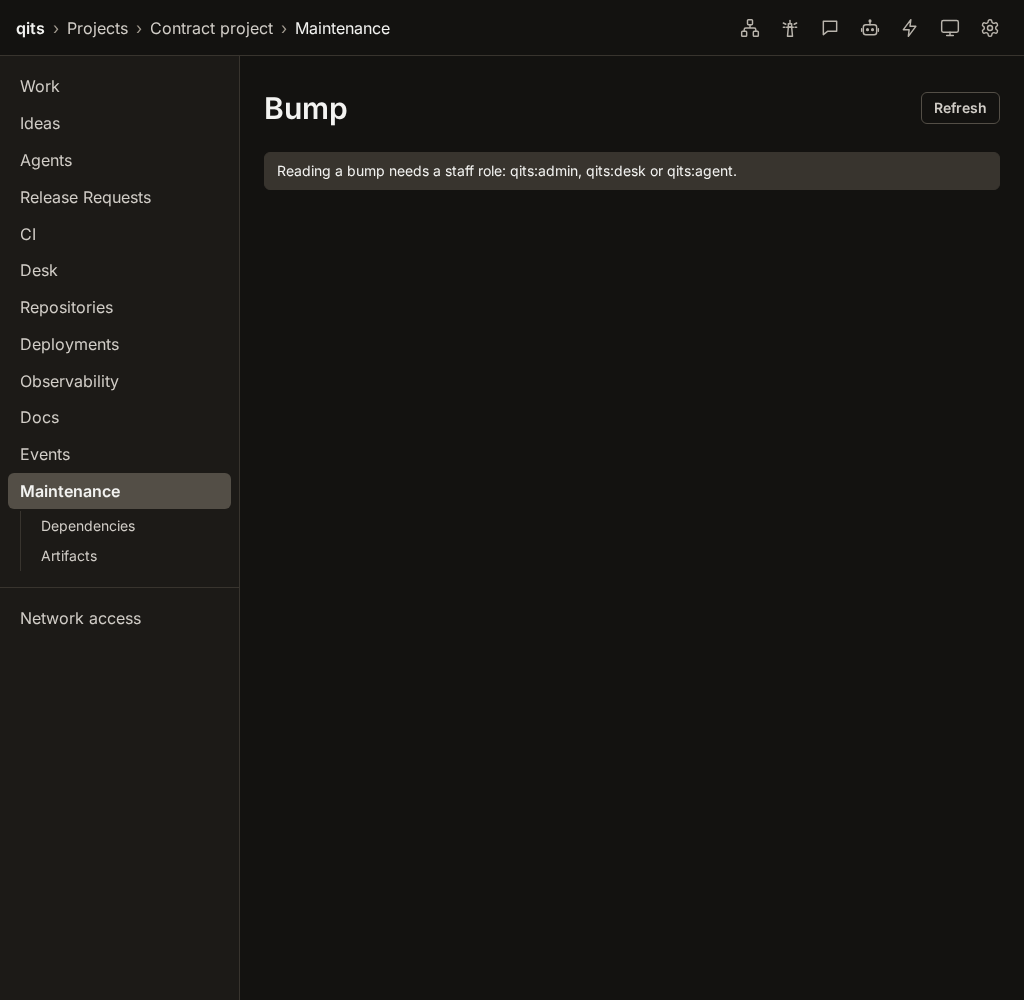 qits › Projects › Contract project › Maintenance
Work
Ideas
Agents
Release Requests
CI
Desk
Repositories
Deployments
Observability
Docs
Events
Maintenance
Dependencies
Artifacts
Network access
Bump
Refresh
Reading a bump needs a staff role: qits:admin, qits:desk or qits:agent.